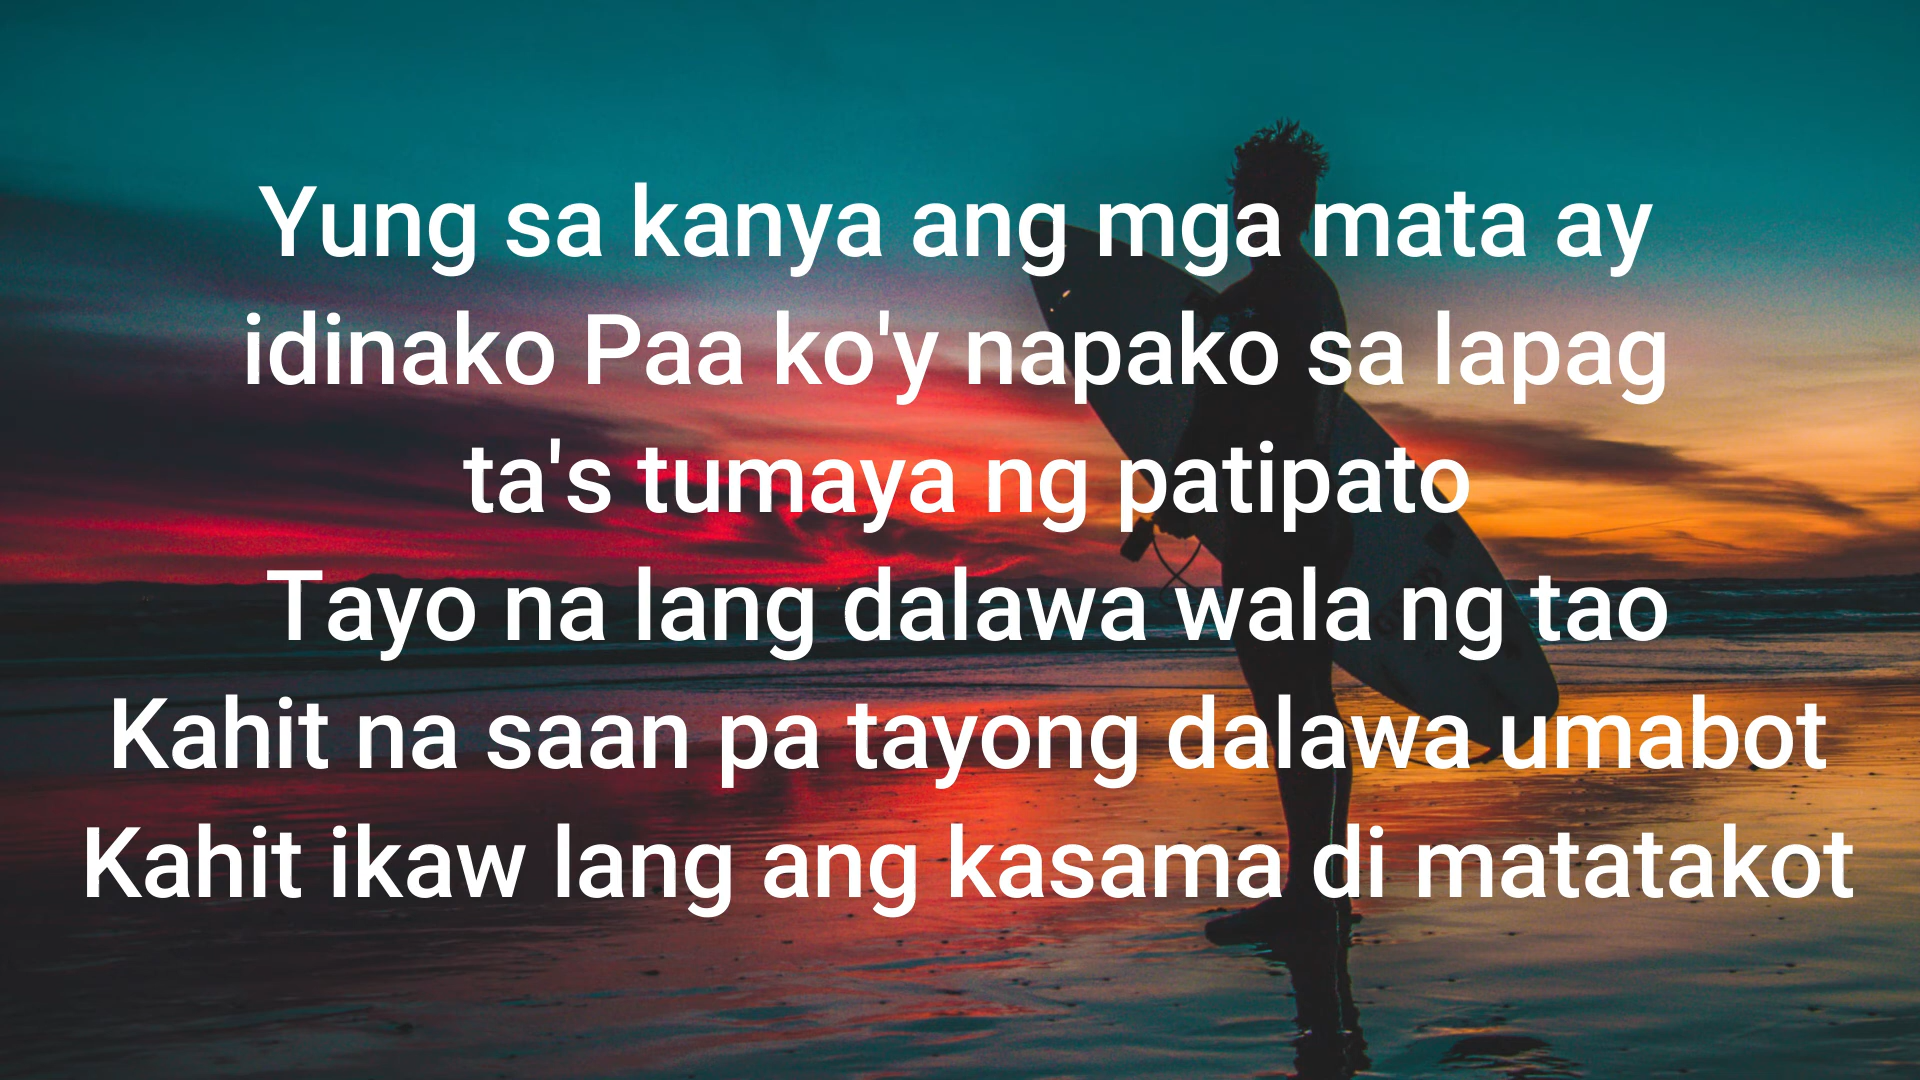 Yung sa kanya ang mga mata ay
idinako Paa ko'y napako sa lapag
ta's tumaya ng patipato
Tayo na lang dalawa wala ng tao
Kahit na saan pa tayong dalawa umabot
Kahit ikaw lang ang kasama di matatakot